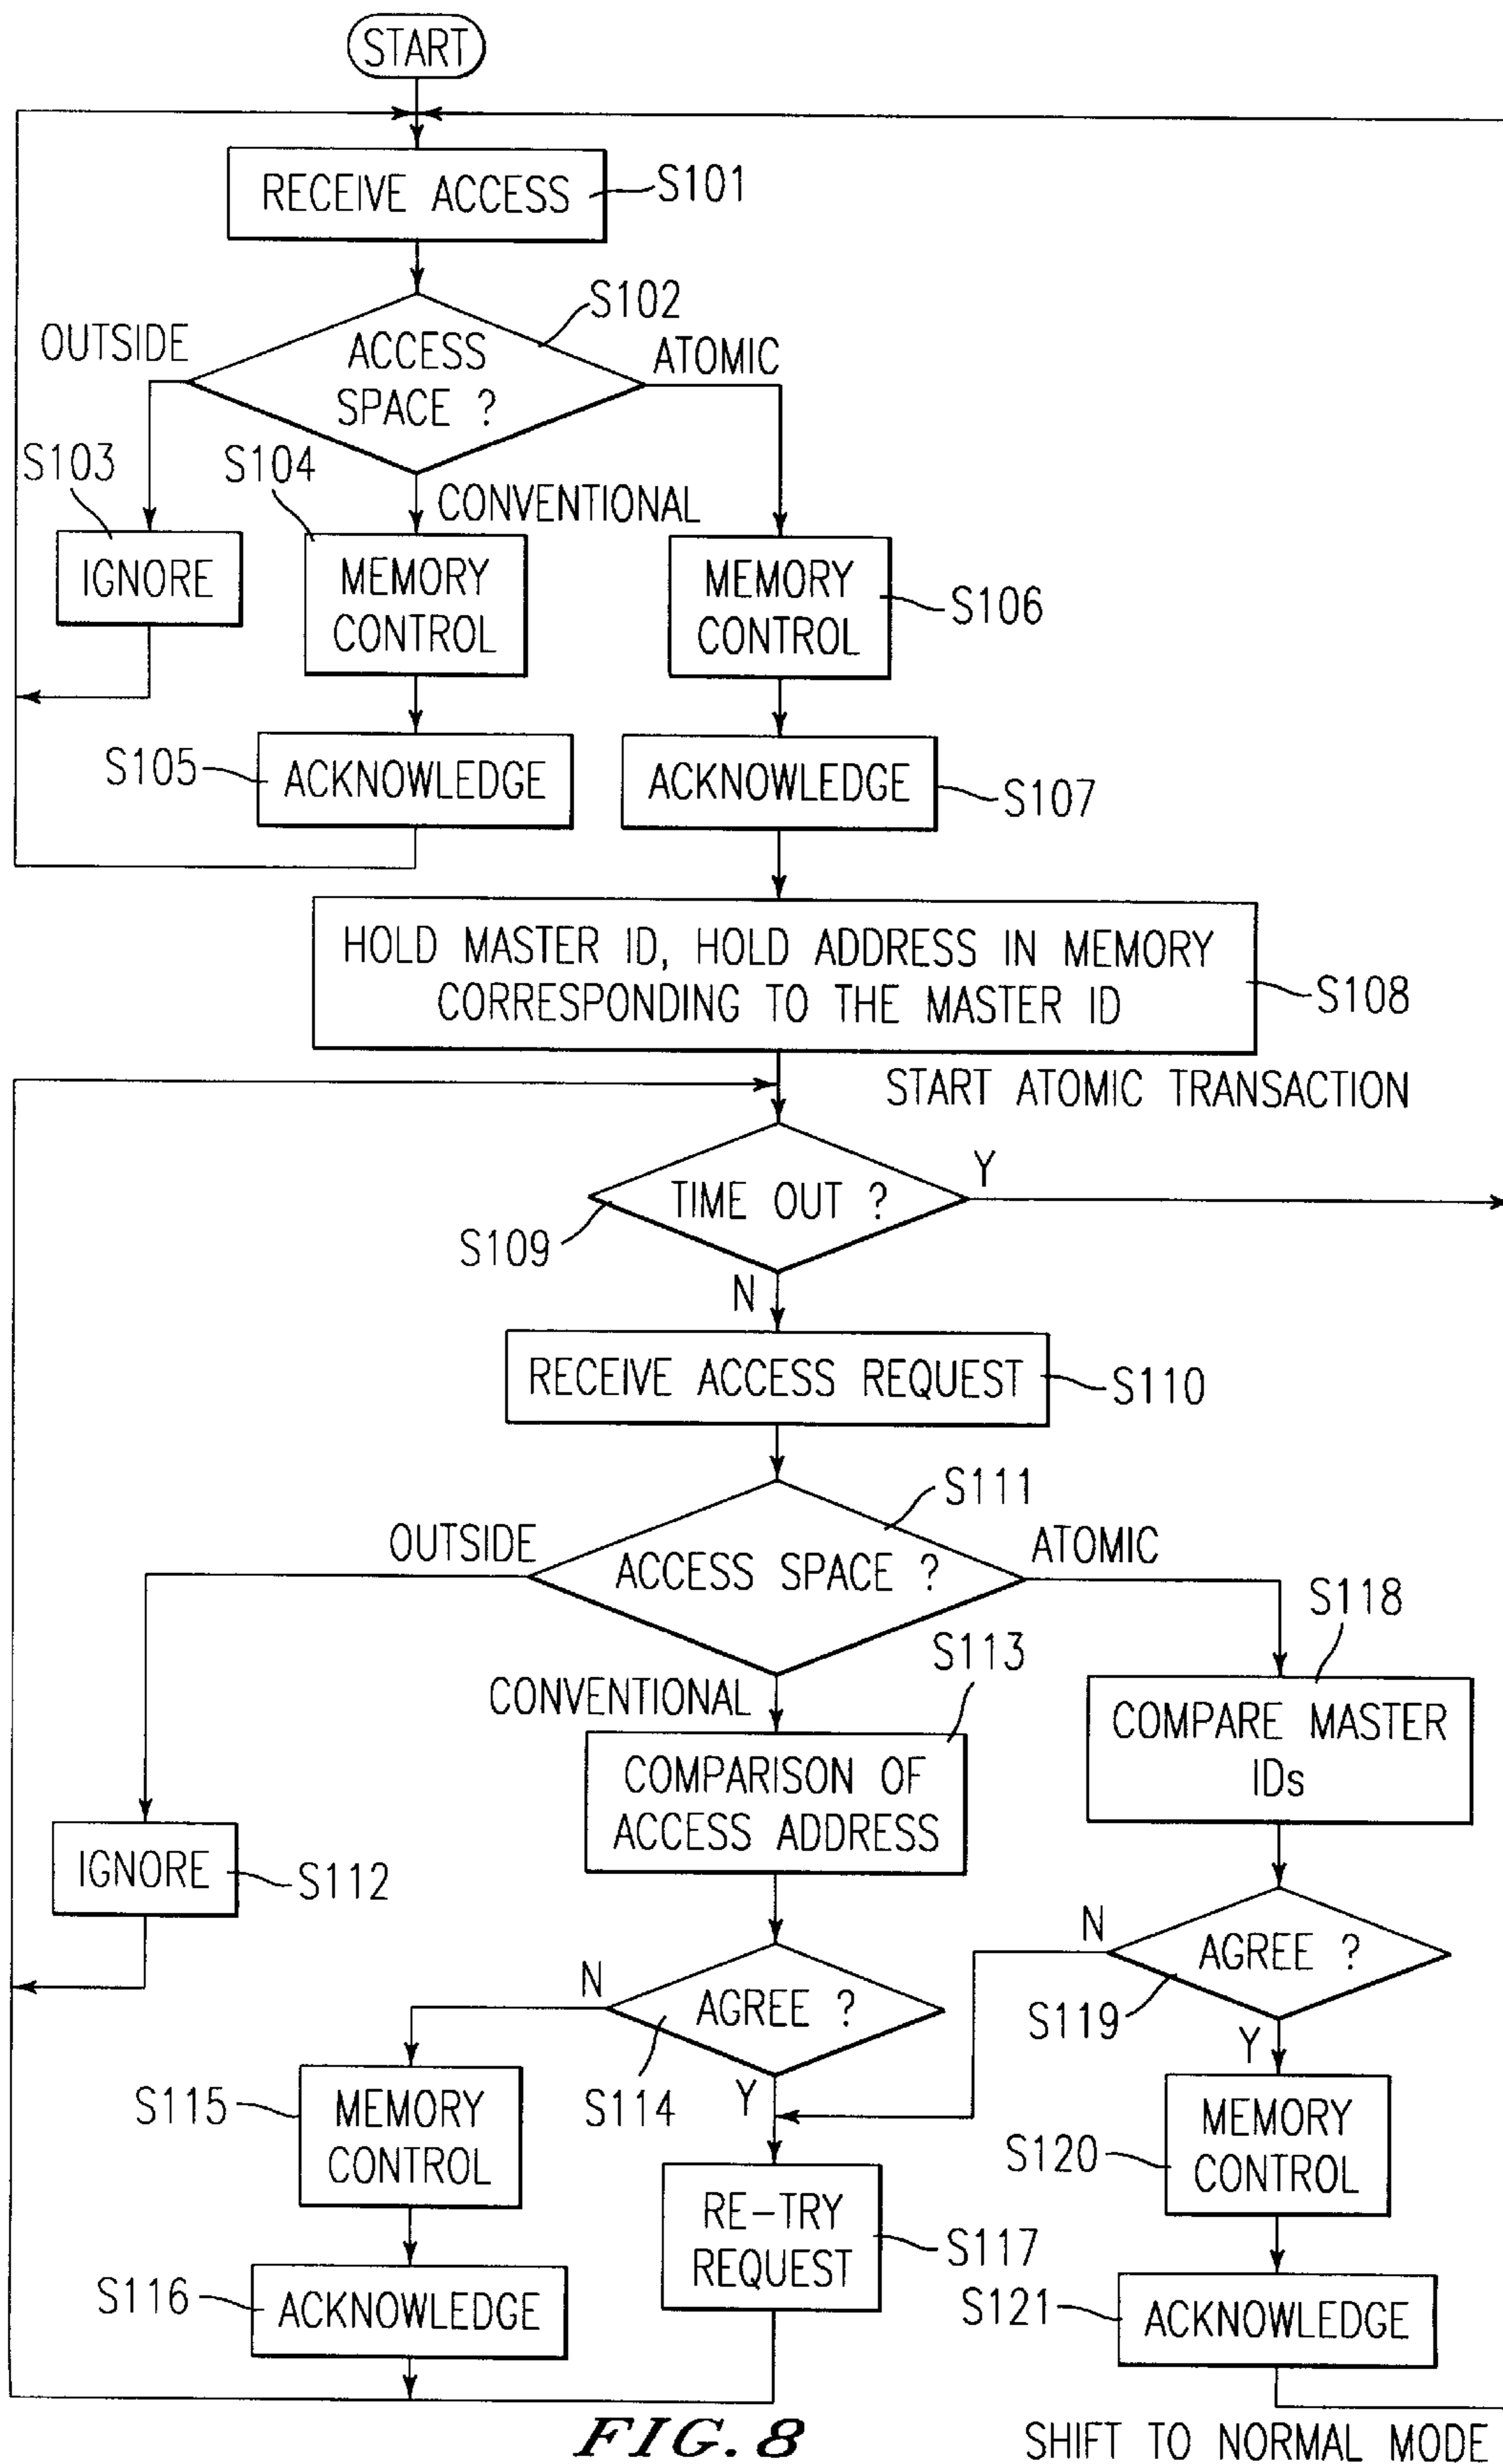 START
RECEIVE ACCESS
S101
S102
OUTSIDE
ACCESS
SPACE ?
ATOMIC
S103
S104
CONVENTIONAL
IGNORE
MEMORY
CONTROL
MEMORY
CONTROL
S106
S105
ACKNOWLEDGE
ACKNOWLEDGE
S107
HOLD MASTER ID, HOLD ADDRESS IN MEMORY
CORRESPONDING TO THE MASTER ID
S108
START ATOMIC TRANSACTION
TIME OUT ?
Y
S109
N
RECEIVE ACCESS REQUEST
S110
S111
OUTSIDE
ACCESS SPACE ?
ATOMIC
S118
S113
CONVENTIONAL
COMPARE MASTER
IDs
COMPARISON OF
ACCESS ADDRESS
IGNORE
S112
N
AGREE ?
S119
N
AGREE ?
S114
Y
Y
S115
MEMORY
CONTROL
S120
MEMORY
CONTROL
RE-TRY
REQUEST
S117
S116
ACKNOWLEDGE
S121
ACKNOWLEDGE
FIG. 8
SHIFT TO NORMAL MODE